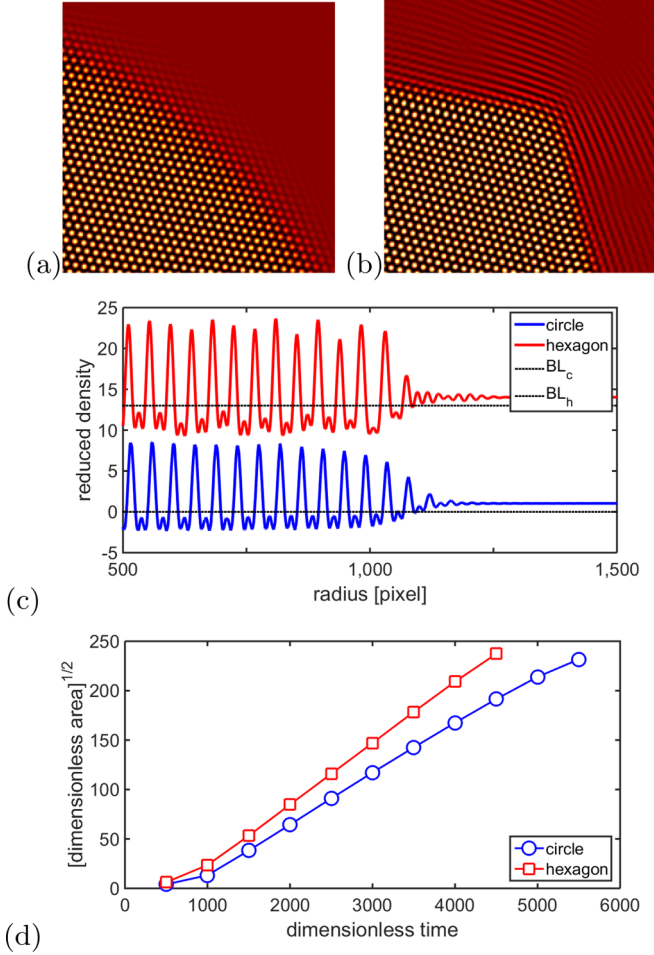 (a)
(b)
25
20
15
10
5
0
-5
reduced density
circle
hexagon
BLc
BLh
500
1,000
1,500
radius [pixel]
(c)
250
200
150
100
50
0
[dimensionless area]1/2
circle
hexagon
0
1000
2000
3000
4000
5000
6000
dimensionless time
(d)